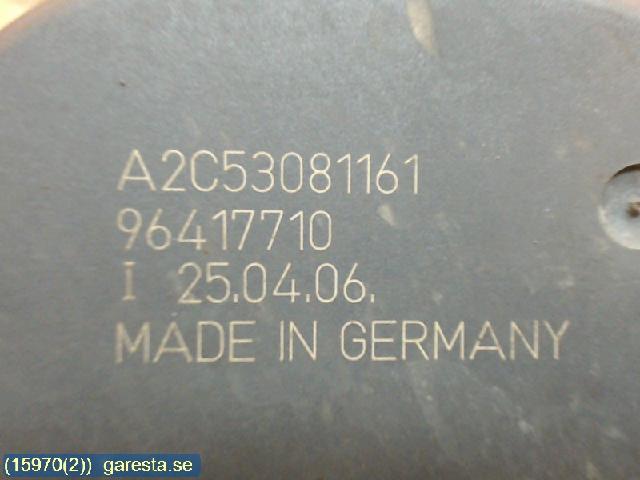 A2C53081161
96417710
I 25.04.06.
MADE IN GERMANY
(15970(2)) garesta.se